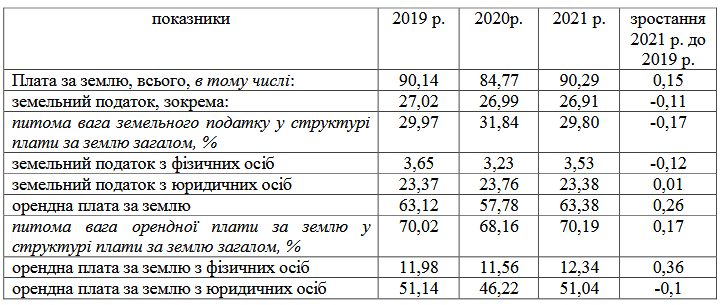 показники 2019 р. 2020р. 2021 р. зростання
2021 р. до
2019 р.
Плата за землю, всього, в тому числі: 90,14 84,77 90,29 0,15
земельний податок, зокрема: 27,02 26,99 26,91 -0,11
питома вага земельного податку у структурі 29,97 31,84 29,80 -0,17
плати за землю загалом, %
земельний податок з фізичних осіб 3,65 3,23 3,53 -0,12
земельний податок з юридичних осіб 23,37 23,76 23,38 0,01
орендна плата за землю 63,12 57,78 63,38 0,26
питома вага орендної плати за землю у 70,02 68,16 70,19 0,17
структурі плати за землю загалом, %
орендна плата за землю з фізичних осіб 11,98 11,56 12,34 0,36
орендна плата за землю з юридичних осіб 51,14 46,22 51,04 -0,1